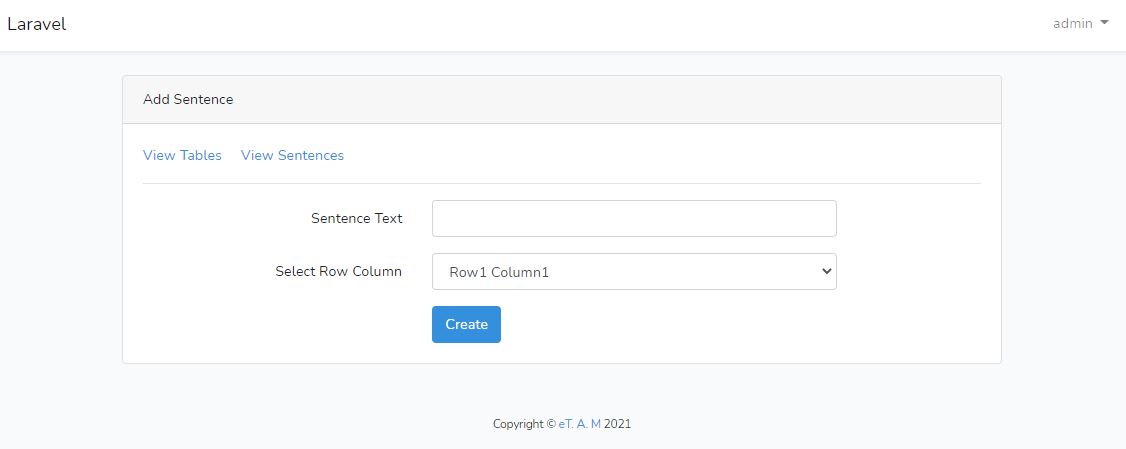 Laravel admin
Add Sentence
View Tables View Sentences
Sentence Text
Select Row Column Row1 Column1
Create
Copyright © eT. A. M 2021